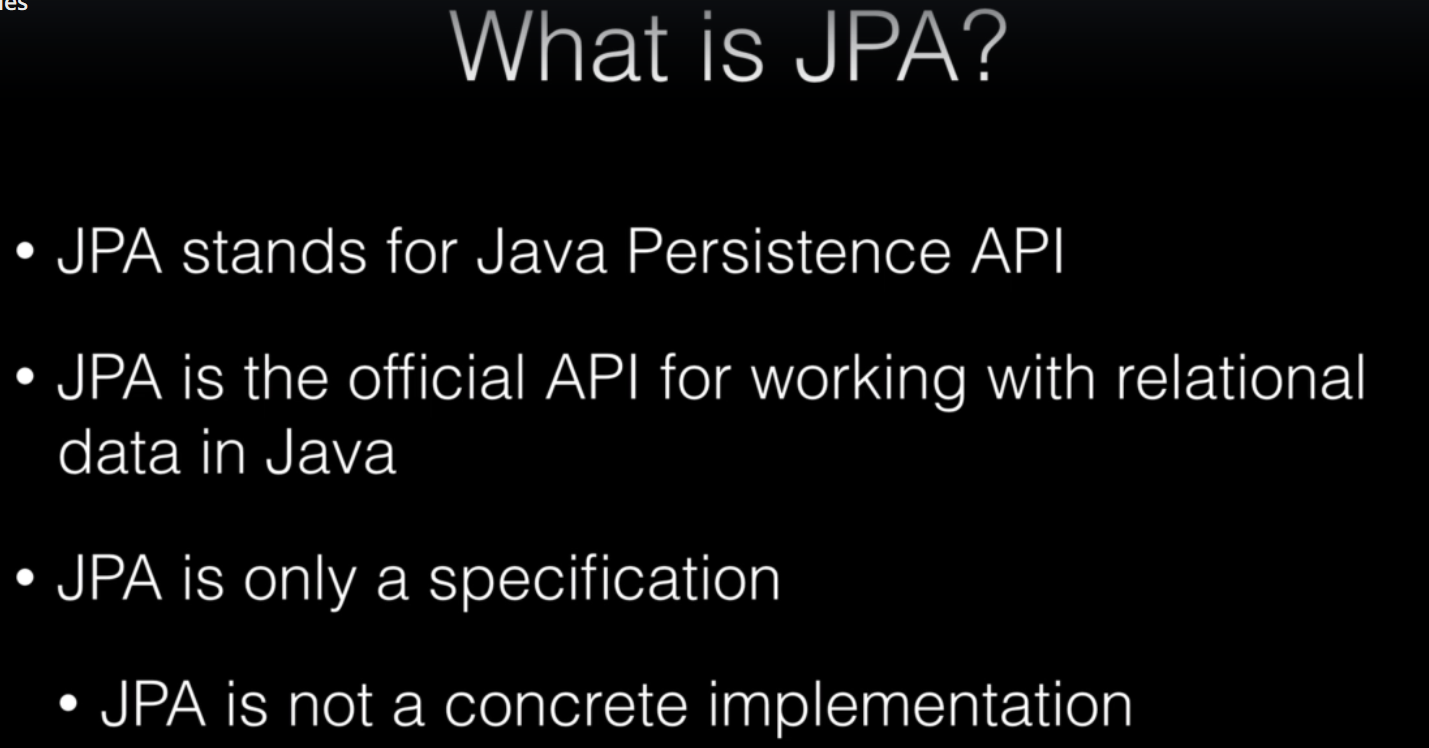 What is JPA?
• JPA stands for Java Persistence API
• JPA is the official API for working with relational
data in Java
• JPA is only a specification
• JPA is not a concrete implementation